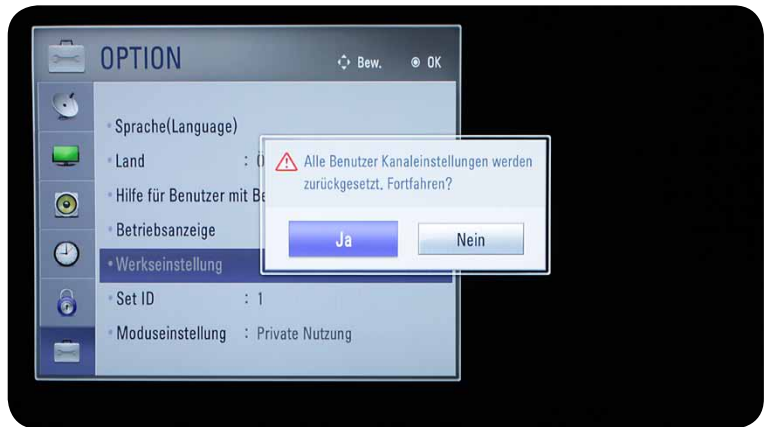 OPTION
Bew. OK
Sprache(Language)
Land :
Alle Benutzer Kanaleinstellungen werden
zurückgesetzt, Fortfahren?
Hilfe für Benutzer mit
Betriebsanzeige
Ja Nein
Werkseinstellung
Set ID : 1
Moduseinstellung : Private Nutzung